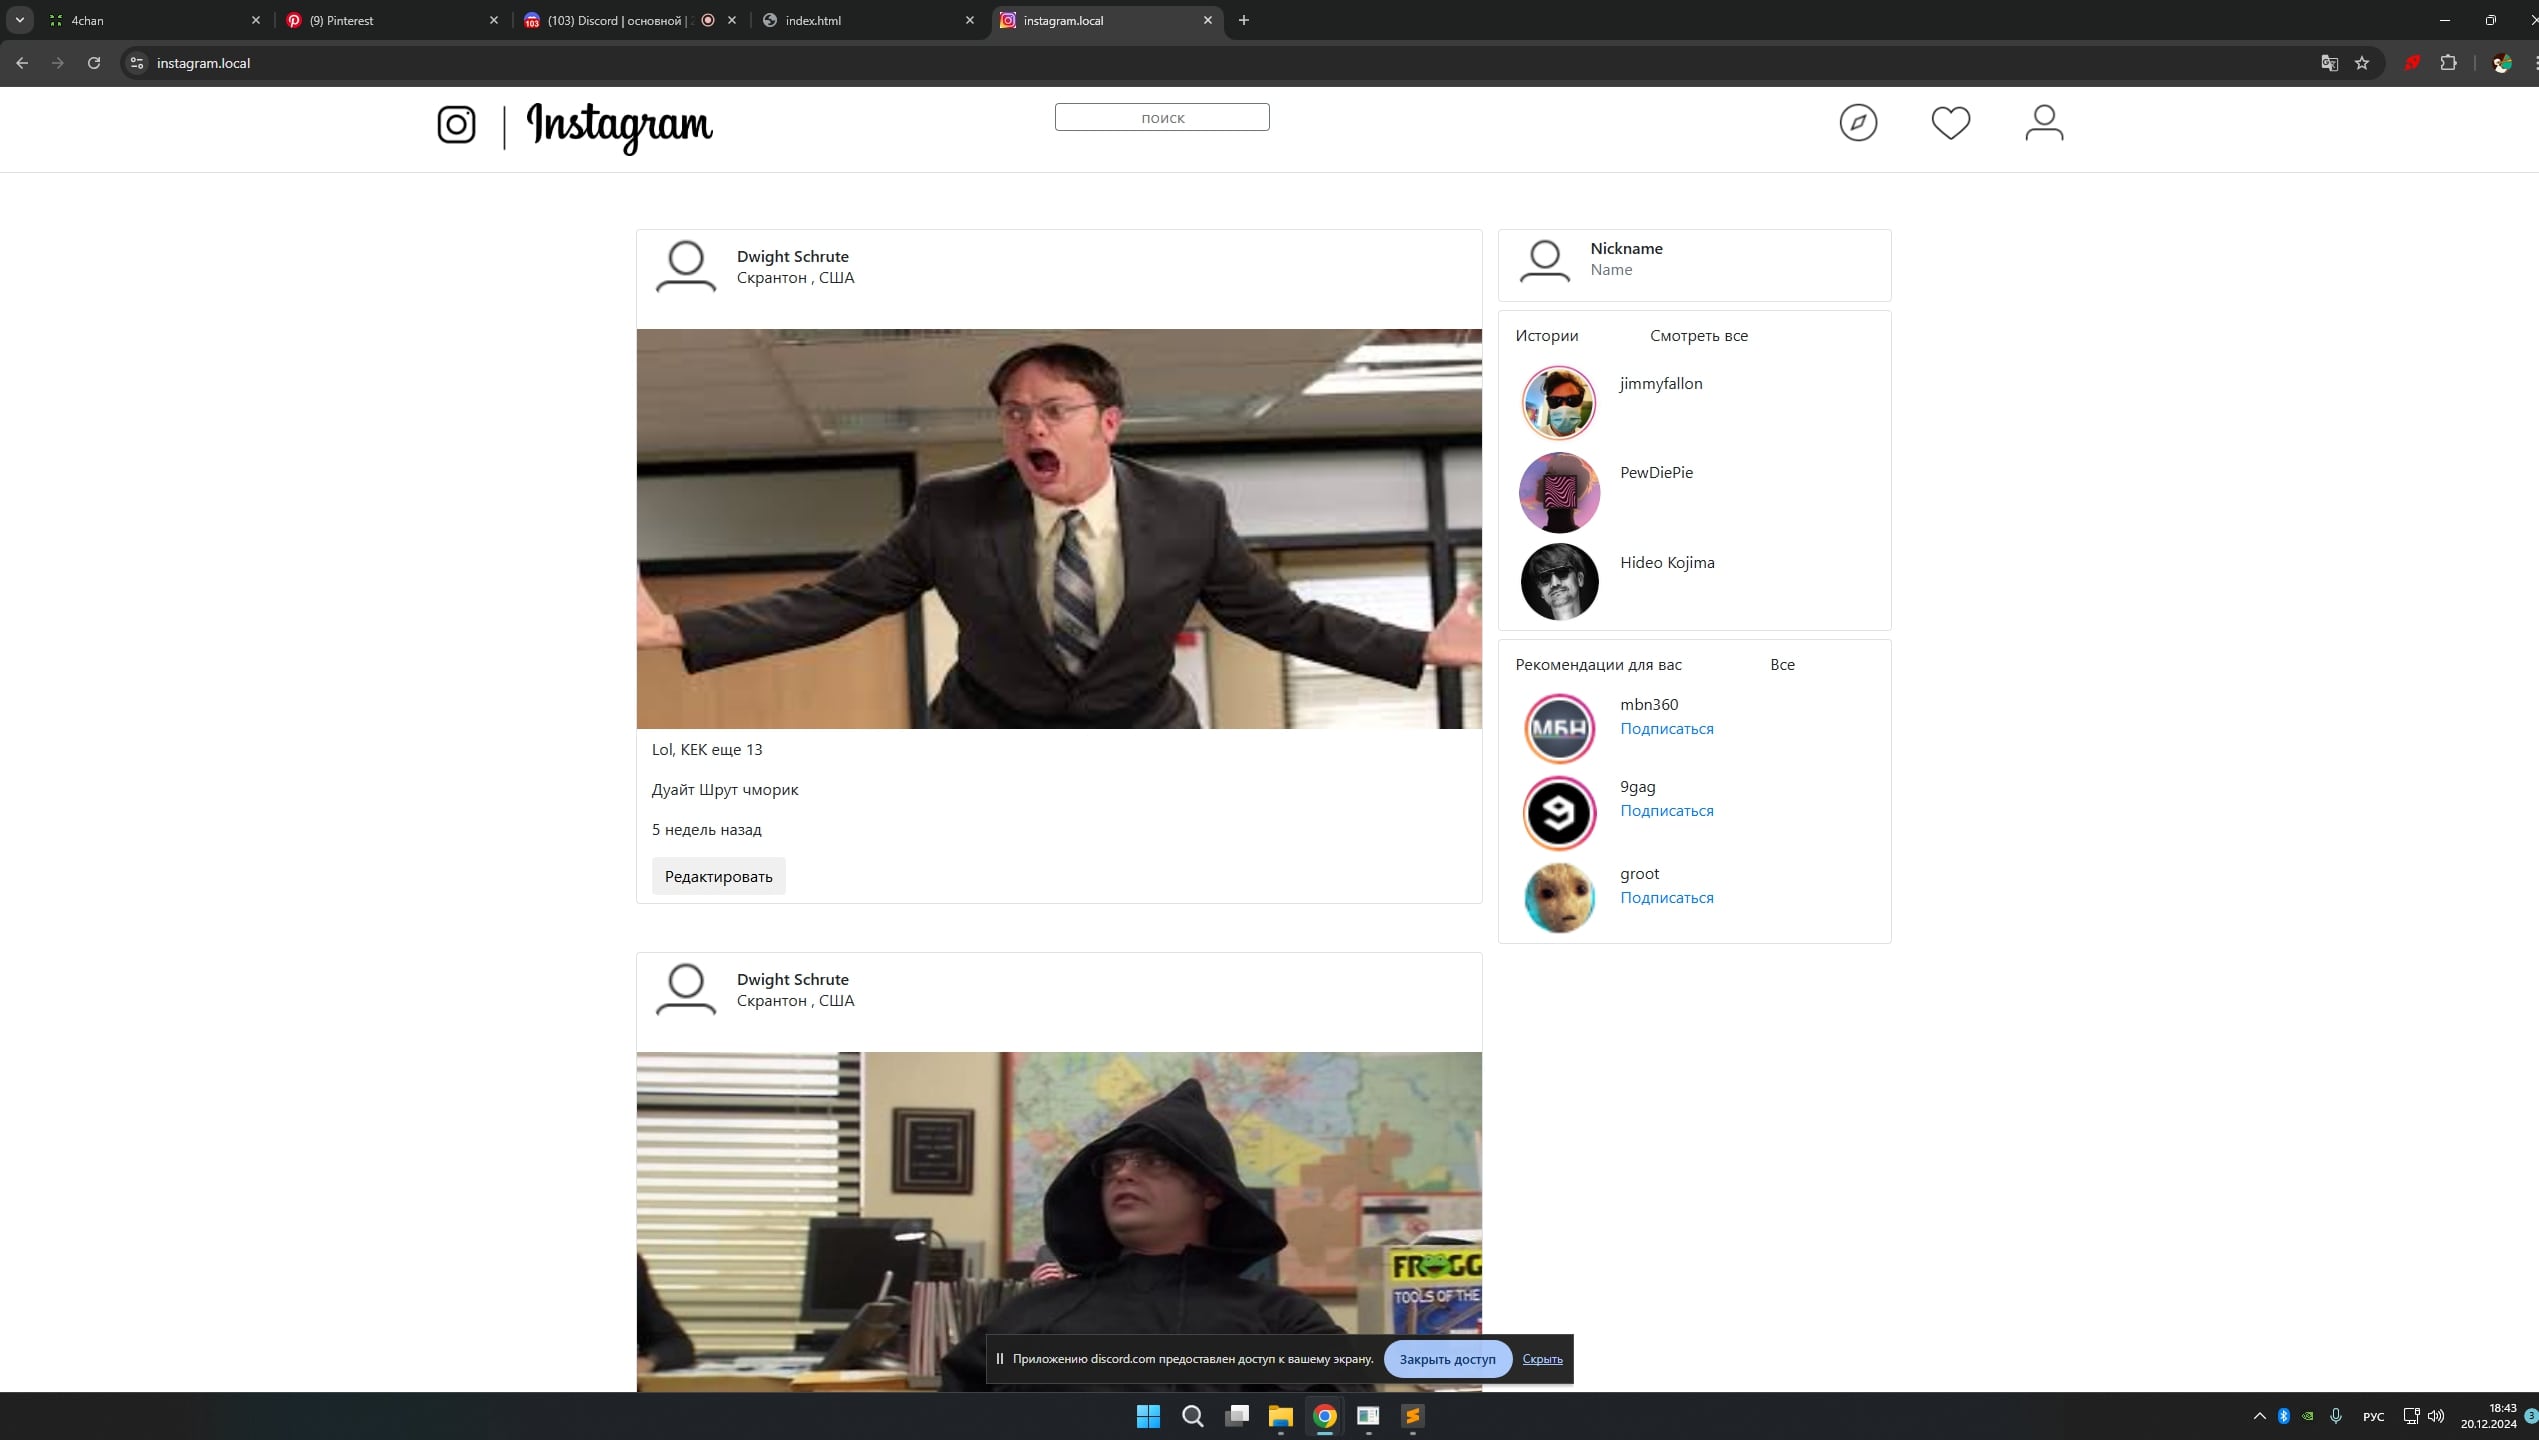 4chan
(9) Pinterest
(103) Discord | основной |
index.html
instagram.local
instagram.local
Instagram
поиск
Dwight Schrute
Скрантон , США
Lol, КЕК еще 13
Дуайт Шрут чморик
5 недель назад
Редактировать
Nickname
Name
Истории Смотреть все
jimmyfallon
PewDiePie
Hideo Kojima
Рекомендации для вас Все
МБН
mbn360
Подписаться
9gag
Подписаться
groot
Подписаться
Dwight Schrute
Скрантон , США
FROGG
TOOLS OF THE
Приложению discord.com предоставлен доступ к вашему экрану. Закрыть доступ Скрыть
РУС
18:43
20.12.2024
3